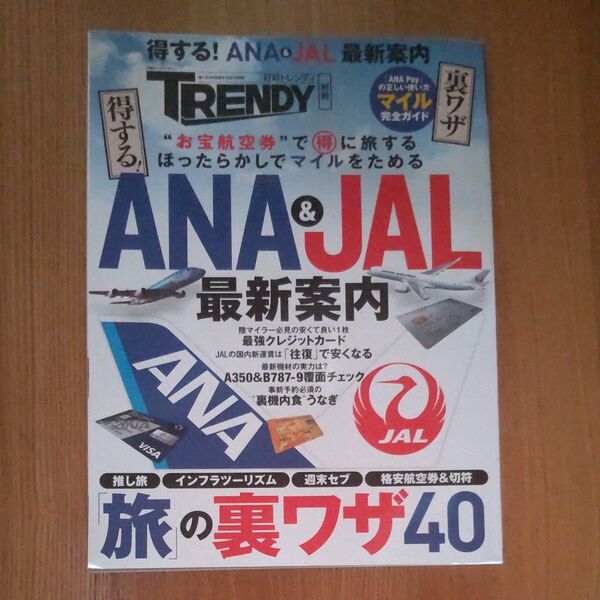 得する! ANA&JAL 最新案内
日経トレンディ
TRENDY
別冊
「ANA Pay」
の正しい使い方
マイル
完全ガイド
裏ワザ
得する!
“お宝航空券”で得に旅する
ほったらかしでマイルをためる
ANA&JAL
最新案内
陸マイラー必見の安くて良い1枚
最強クレジットカード
JALの国内新運賃は「往復」で安くなる
最新機材の実力は?
A350&B787-9覆面チェック
事前予約必須の
“裏機内食”うなぎ
ANA
VISA
JAL
推し旅 インフラツーリズム 週末セブ 格安航空券&切符
「旅」の裏ワザ40